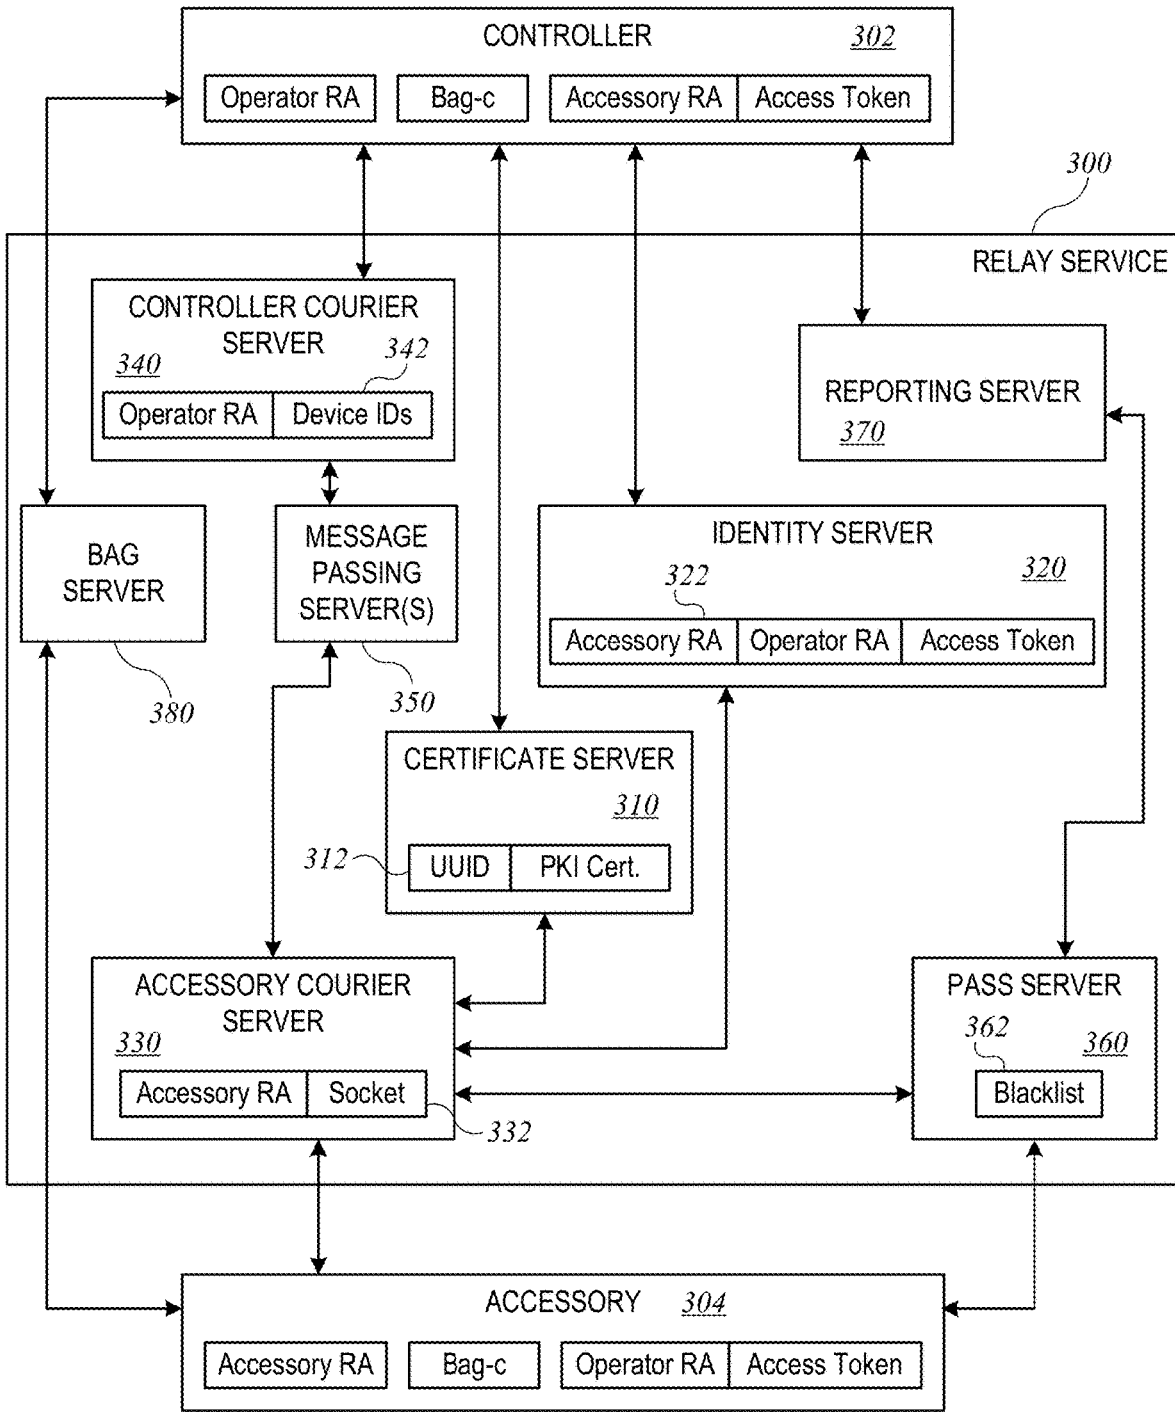 CONTROLLER 302
Operator RA Bag-c Accessory RA Access Token
300
RELAY SERVICE
CONTROLLER COURIER
SERVER
340 342
Operator RA Device IDs
REPORTING SERVER
370
BAG
SERVER
380
MESSAGE
PASSING
SERVER(S)
350
IDENTITY SERVER
322 320
Accessory RA Operator RA Access Token
CERTIFICATE SERVER
310
312 UUID PKI Cert.
ACCESSORY COURIER
SERVER
330
Accessory RA Socket
332
PASS SERVER
362 360
Blacklist
ACCESSORY 304
Accessory RA Bag-c Operator RA Access Token